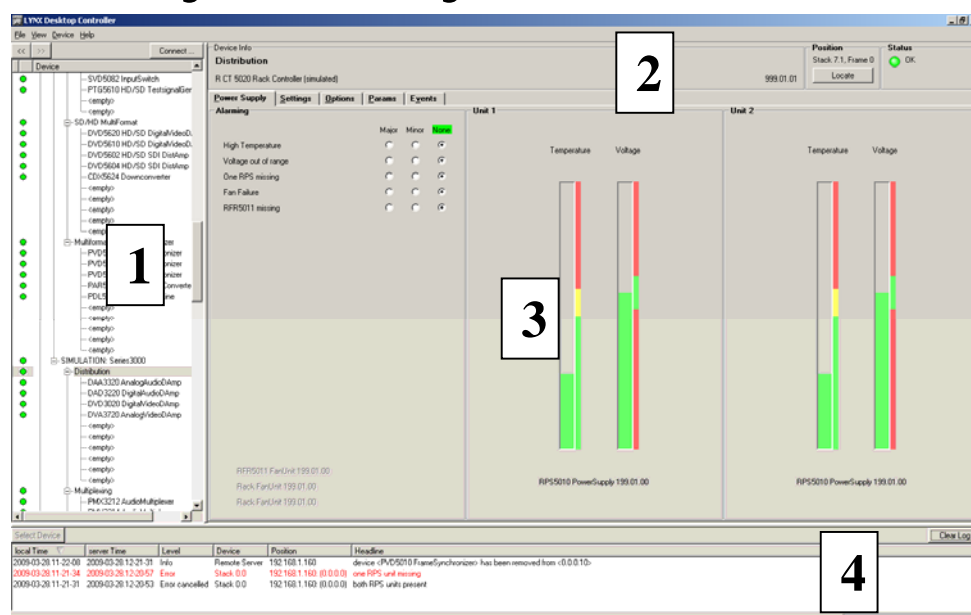 LYNX Desktop Controller
File View Device Help
<< >> Connect ...
Device
SVD5082 InputSwitch
PTG5610 HD/SD TestsignalGer
<empty>
<empty>
SD/HD MultiFormat
DVD5620 HD/SD DigitalVideoD.
DVD5610 HD/SD DigitalVideoD.
DVD5602 HD/SD SDI DistAmp
DVD5604 HD/SD SDI DistAmp
CDX5624 Downconverter
<empty>
<empty>
<empty>
<empty>
1
<empty>
<empty>
<empty>
<empty>
SIMULATION: Series3000
Distribution
DAA3320 AnalogAudioDAmp
DAD3220 DigitalAudioDAmp
DVD3020 DigitalVideoDAmp
DVA3720 AnalogVideoDAmp
<empty>
<empty>
<empty>
<empty>
<empty>
<empty>
Multiplexing
PMX3212 AudioMultiplexer
Device Info
Distribution
R CT 5020 Rack Controller (simulated)
2
999.01.01
Position
Stack 7.1, Frame 0
Locate
Status
OK
Power Supply Settings Options Params Events
Alarming
Major Minor None
High Temperature
Voltage out of range
One RPS missing
Fan Failure
RFR5011 missing
RFR5011 FanUnit 199.01.00
Rack FanUnit 199.01.00
Rack FanUnit 199.01.00
Unit 1
Temperature Voltage
3
RPS5010 PowerSupply 199.01.00
Unit 2
Temperature Voltage
RPS5010 PowerSupply 199.01.00
Select Device Clear Log
local Time server Time Level Device Position Headline
2009-03-28 11-22-08 2009-03-28 12-21-31 Info Remote Server 192.168.1.160 device <PVD5010 FrameSynchronizer> has been removed from <0.0.0.10>
2009-03-28 11-21-34 2009-03-28 12-20-57 Error Stack 0.0 192.168.1.160 (0.0.0.0) one RPS unit missing
2009-03-28 11-21-31 2009-03-28 12-20-53 Error cancelled Stack 0.0 192.168.1.160 (0.0.0.0) both RPS units present
4